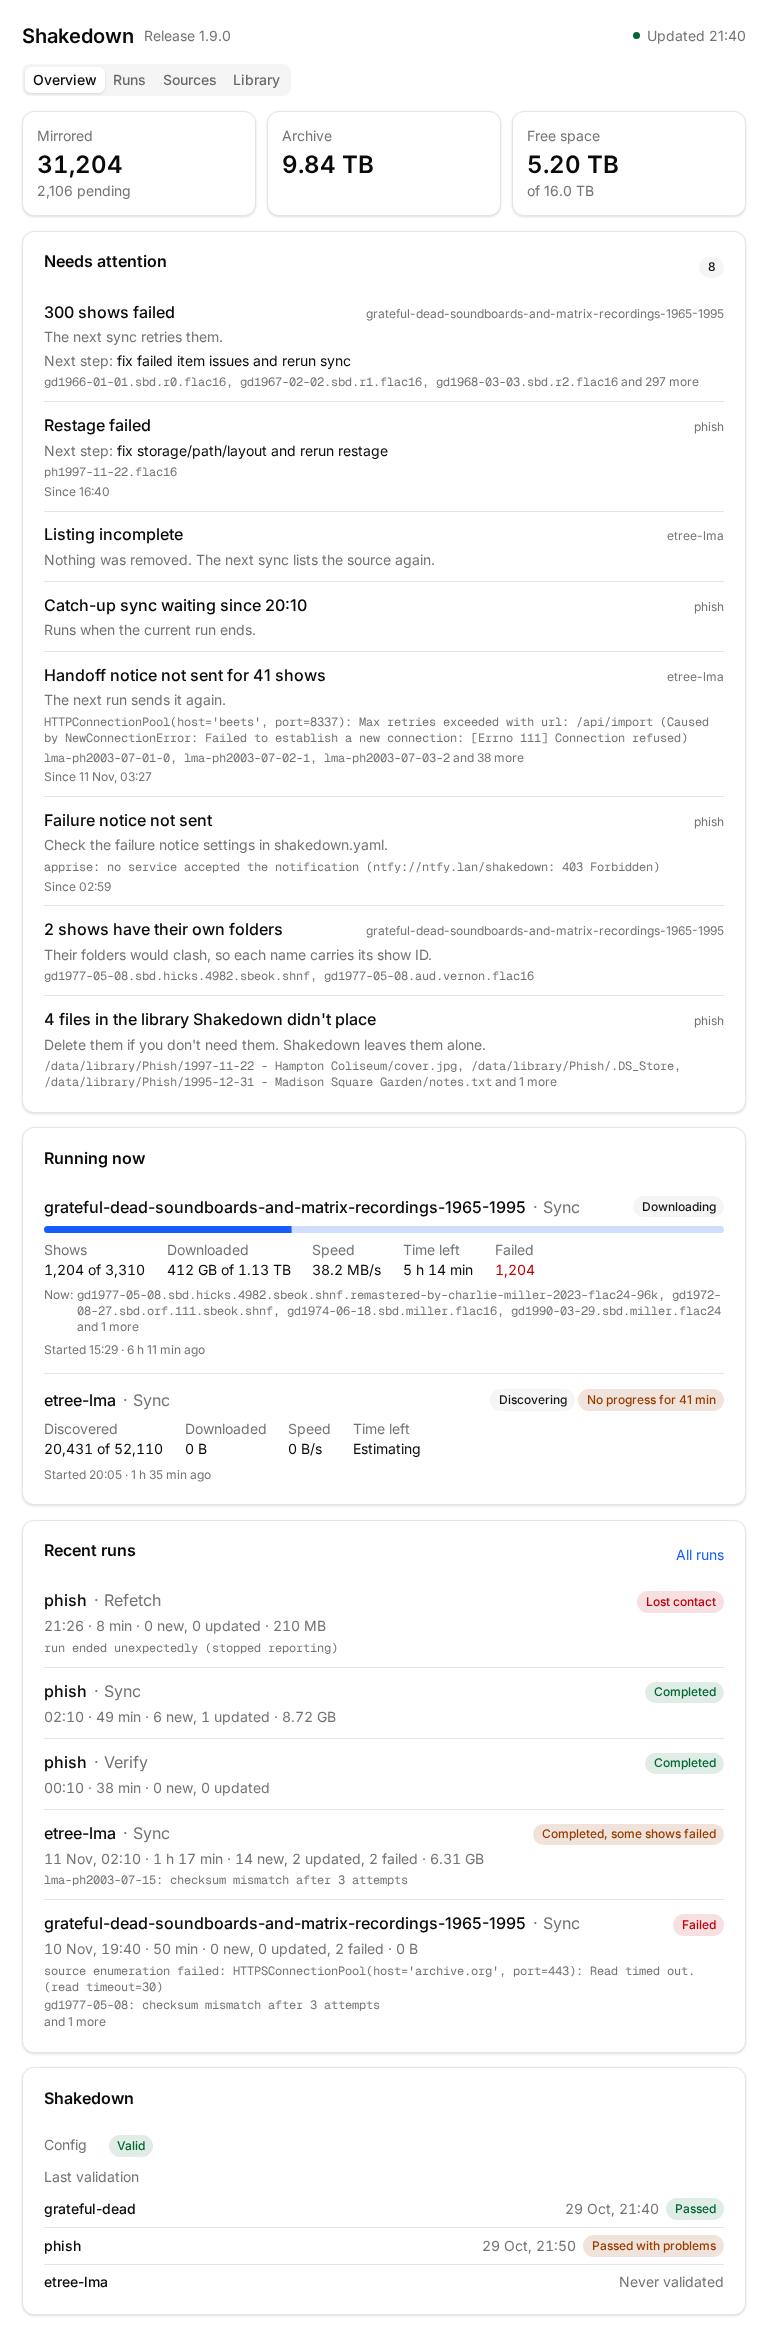 Shakedown Release 1.9.0 Updated 21:40
Overview Runs Sources Library
Mirrored Archive Free space
31,204 9.84 TB 5.20 TB
2,106 pending of 16.0 TB
Needs attention 8
300 shows failed grateful-dead-soundboards-and-matrix-recordings-1965-1995
The next sync retries them.
Next step: fix failed item issues and rerun sync
gd1966-01-01.sbd.r0.flac16, gd1967-02-02.sbd.r1.flac16, gd1968-03-03.sbd.r2.flac16 and 297 more
Restage failed phish
Next step: fix storage/path/layout and rerun restage
ph1997-11-22.flac16
Since 16:40
Listing incomplete etree-lma
Nothing was removed. The next sync lists the source again.
Catch-up sync waiting since 20:10 phish
Runs when the current run ends.
Handoff notice not sent for 41 shows etree-lma
The next run sends it again.
HTTPConnectionPool(host='beets', port=8337): Max retries exceeded with url: /api/import (Caused
by NewConnectionError: Failed to establish a new connection: [Errno 111] Connection refused)
lma-ph2003-07-01-0, lma-ph2003-07-02-1, lma-ph2003-07-03-2 and 38 more
Since 11 Nov, 03:27
Failure notice not sent phish
Check the failure notice settings in shakedown.yaml.
apprise: no service accepted the notification (ntfy://ntfy.lan/shakedown: 403 Forbidden)
Since 02:59
2 shows have their own folders grateful-dead-soundboards-and-matrix-recordings-1965-1995
Their folders would clash, so each name carries its show ID.
gd1977-05-08.sbd.hicks.4982.sbeok.shnf, gd1977-05-08.aud.vernon.flac16
4 files in the library Shakedown didn't place phish
Delete them if you don't need them. Shakedown leaves them alone.
/data/library/Phish/1997-11-22 - Hampton Coliseum/cover.jpg, /data/library/Phish/.DS_Store,
/data/library/Phish/1995-12-31 - Madison Square Garden/notes.txt and 1 more
Running now
grateful-dead-soundboards-and-matrix-recordings-1965-1995 · Sync Downloading
Shows Downloaded Speed Time left Failed
1,204 of 3,310 412 GB of 1.13 TB 38.2 MB/s 5 h 14 min 1,204
Now: gd1977-05-08.sbd.hicks.4982.sbeok.shnf.remastered-by-charlie-miller-2023-flac24-96k, gd1972-
08-27.sbd.orf.111.sbeok.shnf, gd1974-06-18.sbd.miller.flac16, gd1990-03-29.sbd.miller.flac24
and 1 more
Started 15:29 · 6 h 11 min ago
etree-lma · Sync Discovering No progress for 41 min
Discovered Downloaded Speed Time left
20,431 of 52,110 0 B 0 B/s Estimating
Started 20:05 · 1 h 35 min ago
Recent runs All runs
phish · Refetch Lost contact
21:26 · 8 min · 0 new, 0 updated · 210 MB
run ended unexpectedly (stopped reporting)
phish · Sync Completed
02:10 · 49 min · 6 new, 1 updated · 8.72 GB
phish · Verify Completed
00:10 · 38 min · 0 new, 0 updated
etree-lma · Sync Completed, some shows failed
11 Nov, 02:10 · 1 h 17 min · 14 new, 2 updated, 2 failed · 6.31 GB
lma-ph2003-07-15: checksum mismatch after 3 attempts
grateful-dead-soundboards-and-matrix-recordings-1965-1995 · Sync Failed
10 Nov, 19:40 · 50 min · 0 new, 0 updated, 2 failed · 0 B
source enumeration failed: HTTPSConnectionPool(host='archive.org', port=443): Read timed out.
(read timeout=30)
gd1977-05-08: checksum mismatch after 3 attempts
and 1 more
Shakedown
Config Valid
Last validation
grateful-dead 29 Oct, 21:40 Passed
phish 29 Oct, 21:50 Passed with problems
etree-lma Never validated